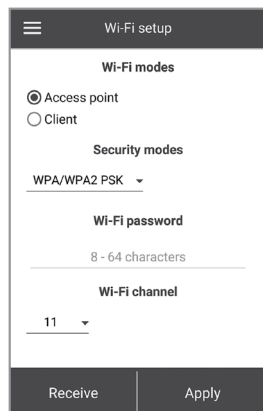 Wi-Fi setup
Wi-Fi modes
Access point
Client
Security modes
WPA/WPA2 PSK
Wi-Fi password
8 - 64 characters
Wi-Fi channel
11
Receive Apply